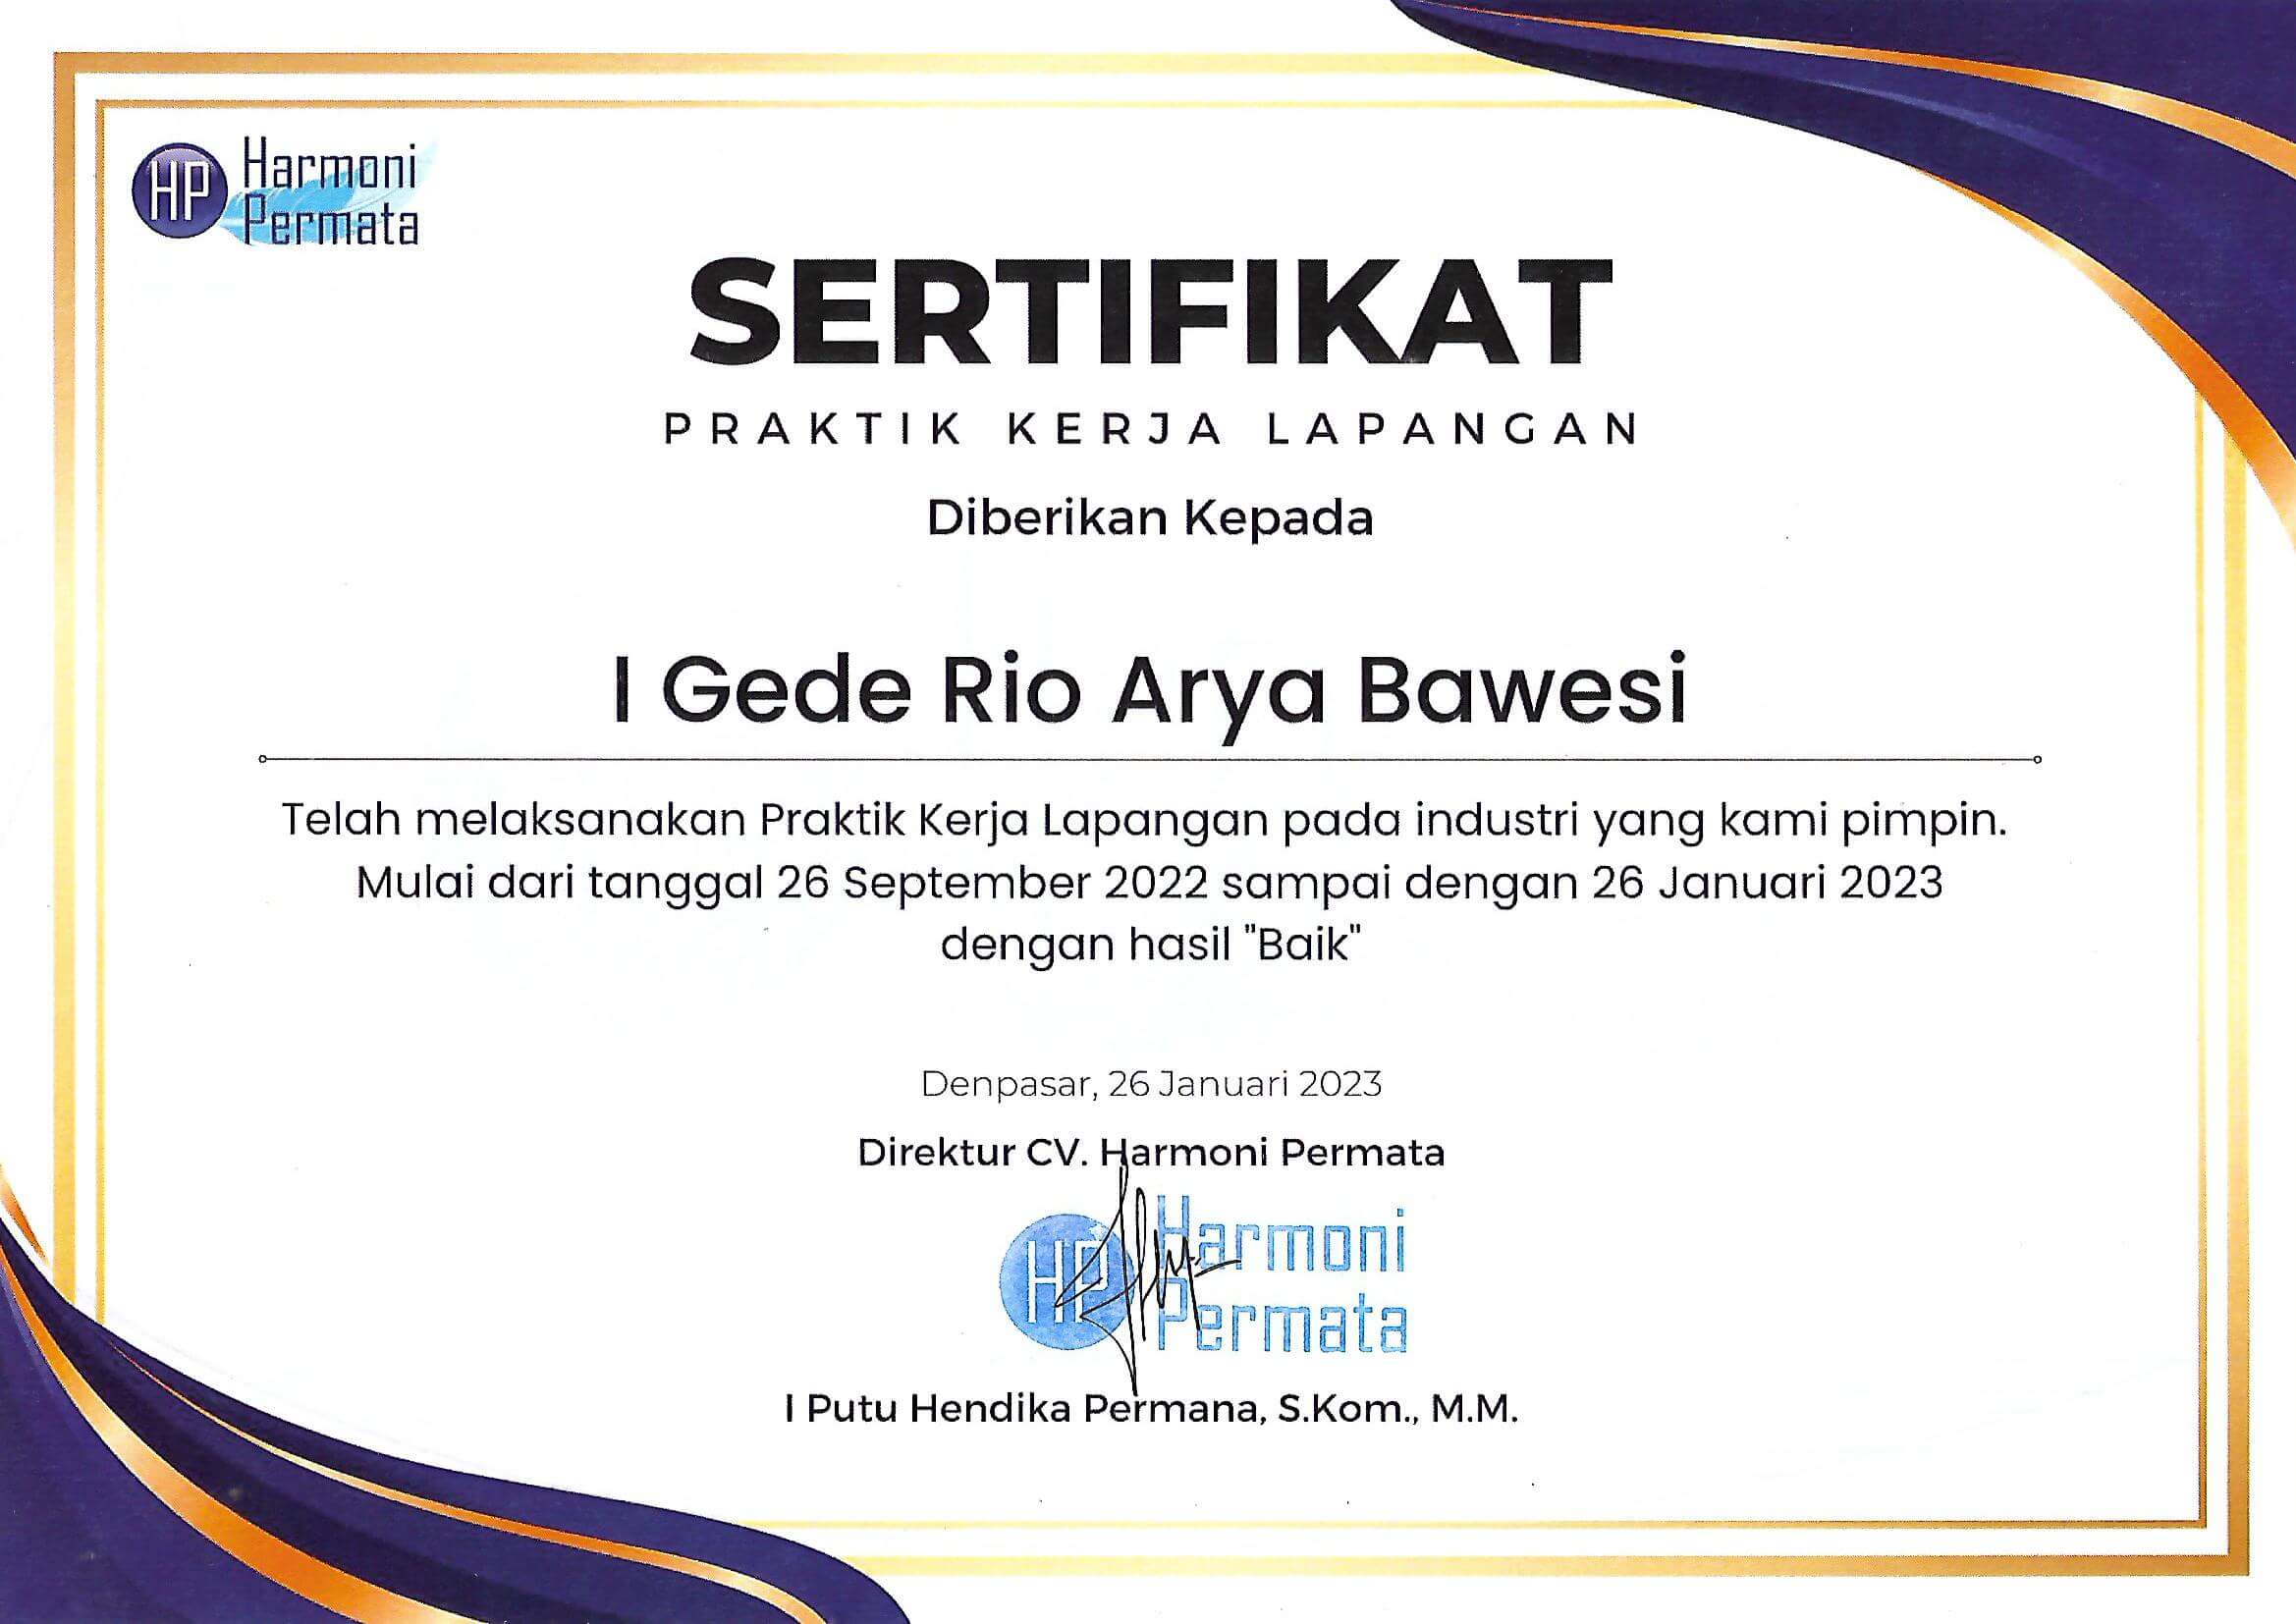 HP Harmoni
Permata
SERTIFIKAT
PRAKTIK KERJA LAPANGAN
Diberikan Kepada
I Gede Rio Arya Bawesi
Telah melaksanakan Praktik Kerja Lapangan pada industri yang kami pimpin.
Mulai dari tanggal 26 September 2022 sampai dengan 26 Januari 2023
dengan hasil "Baik"
Denpasar, 26 Januari 2023
Direktur CV. Harmoni Permata
HP Harmoni
Permata
I Putu Hendika Permana, S.Kom., M.M.